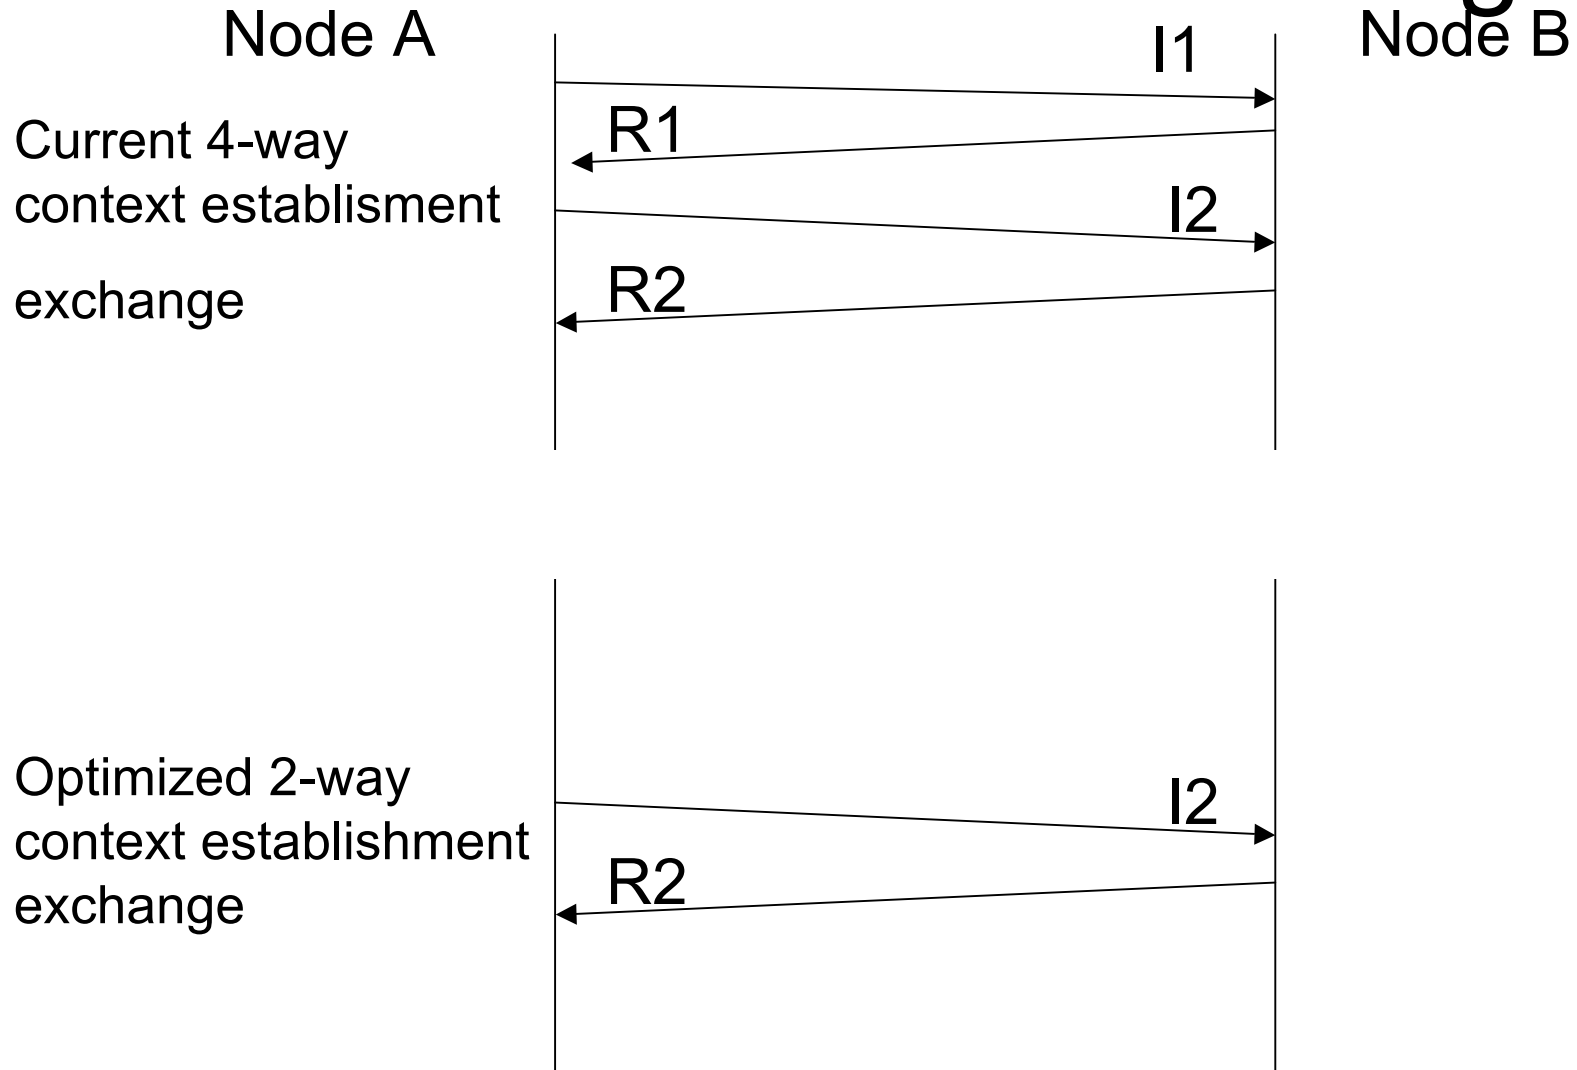 Node A
Node B
I1
R1
Current 4-way
context establisment
I2
R2
exchange
Optimized 2-way
I2
context establishment
R2
exchange